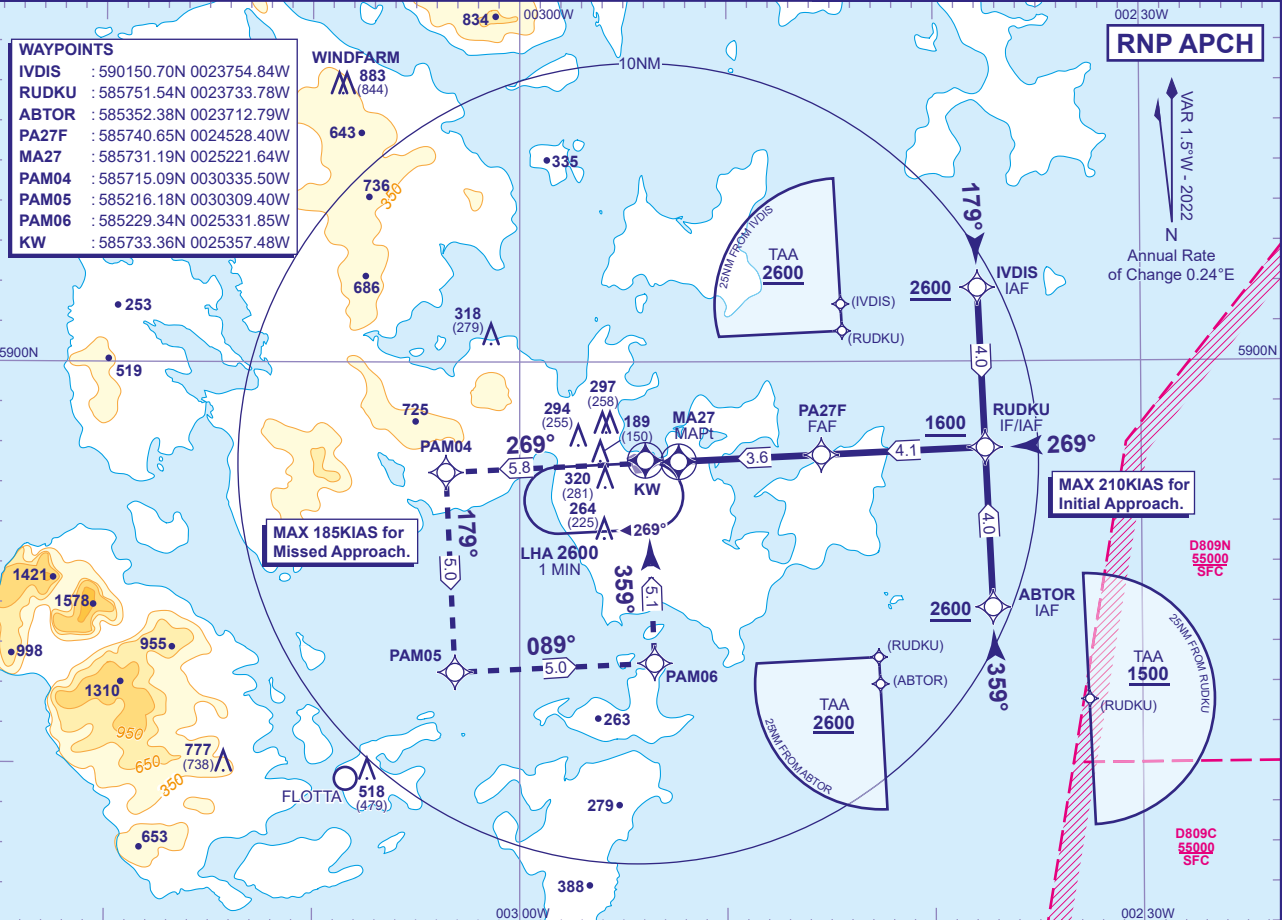 834
00300W
00230W
RNP APCH
WAYPOINTS
IVDIS : 590150.70N 0023754.84W
RUDKU : 585751.54N 0023733.78W
ABTOR : 585352.38N 0023712.79W
PA27F : 585740.65N 0024528.40W
MA27 : 585731.19N 0025221.64W
PAM04 : 585715.09N 0030335.50W
PAM05 : 585216.18N 0030309.40W
PAM06 : 585229.34N 0025331.85W
KW : 585733.36N 0025357.48W
WINDFARM
883
(844)
10NM
643
335
736
350
686
VAR 1.5°W - 2022
N
Annual Rate
of Change 0.24°E
179°
25NM FROM IVDIS
TAA
2600
(IVDIS)
(RUDKU)
2600
IVDIS
IAF
253
318
(279)
5900N
5900N
4.0
519
725
297
(258)
294
(255)
189
(150)
MA27
MAPt
PA27F
FAF
1600
RUDKU
IF/IAF
269°
PAM04
269°
5.8
3.6
4.1
KW
320
(281)
264
(225)
269°
LHA 2600
1 MIN
MAX 210KIAS for
Initial Approach.
MAX 185KIAS for
Missed Approach.
179°
5.0
359°
5.1
4.0
D809N
55000
SFC
1421
1578
998
955
1310
950
650
350
2600
ABTOR
IAF
359°
PAM05
089°
5.0
PAM06
(RUDKU)
(ABTOR)
TAA
2600
25NM FROM ABTOR
25NM FROM RUDKU
TAA
1500
(RUDKU)
263
777
(738)
FLOTTA
518
(479)
279
653
D809C
55000
SFC
388
00300W
00230W